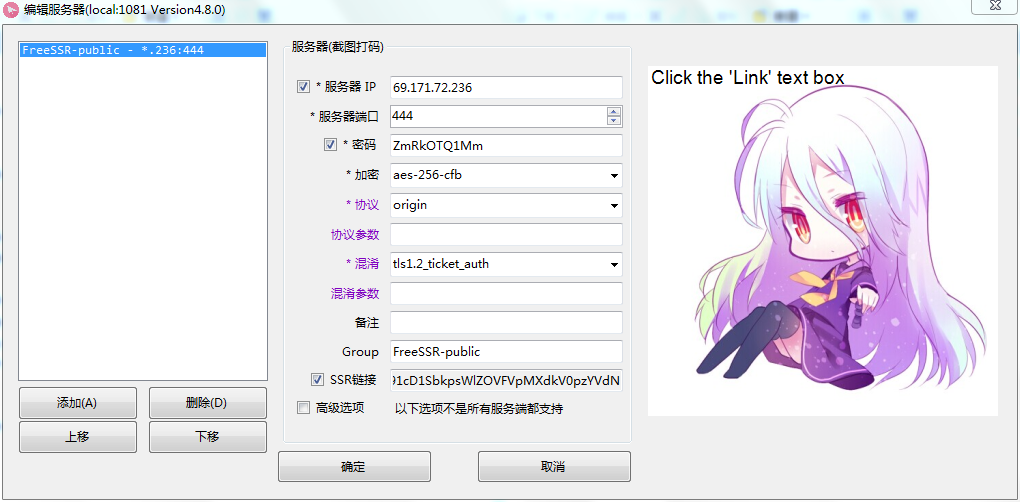 编辑服务器(local:1081 Version4.8.0)
FreeSSR-public - *.236:444
添加(A)
删除(D)
上移
下移
服务器(截图打码)
* 服务器 IP 69.171.72.236
* 服务器端口 444
* 密码 ZmRkOTQ1Mm
* 加密 aes-256-cfb
* 协议 origin
协议参数
* 混淆 tls1.2_ticket_auth
混淆参数
备注
Group FreeSSR-public
SSR链接 91cD1SbkpsWlZOVFVpMXdkV0pzYVdN
高级选项 以下选项不是所有服务端都支持
确定
取消
Click the 'Link' text box